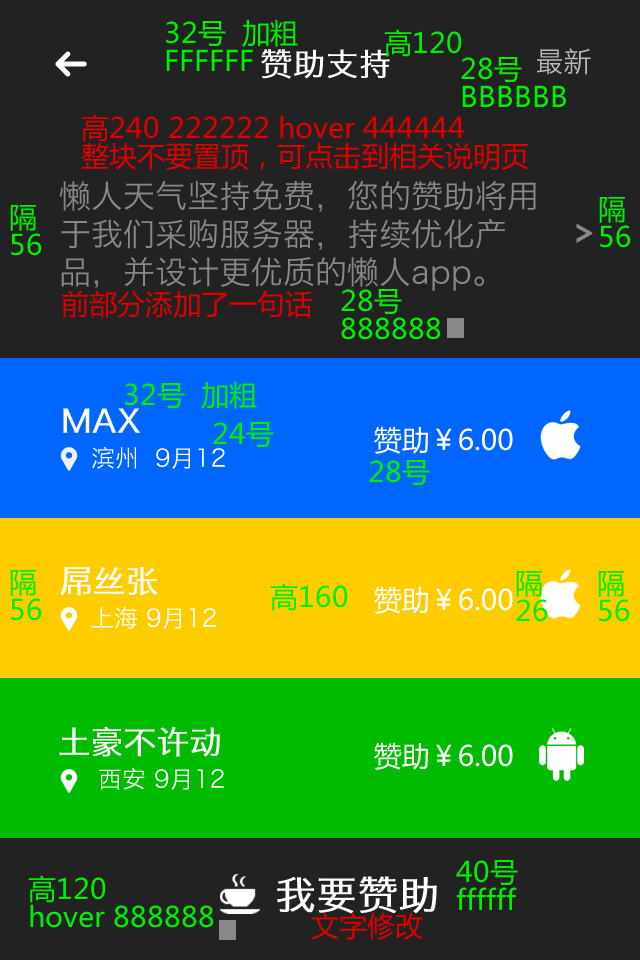 32号 加粗
FFFFFF
赞助支持
高120
28号
BBBBBB
最新
高240 222222 hover 444444
整块不要置顶，可点击到相关说明页
隔
56
懒人天气坚持免费，您的赞助将用
于我们采购服务器，持续优化产
品，并设计更优质的懒人app。
>
隔
56
前部分添加了一句话
28号
888888
32号 加粗
MAX
24号
滨州 9月12
赞助￥6.00
28号
隔
56
屌丝张
上海 9月12
高160
赞助￥6.00
隔
26
隔
56
土豪不许动
西安 9月12
赞助￥6.00
高120
hover 888888
我要赞助
文字修改
40号
ffffff